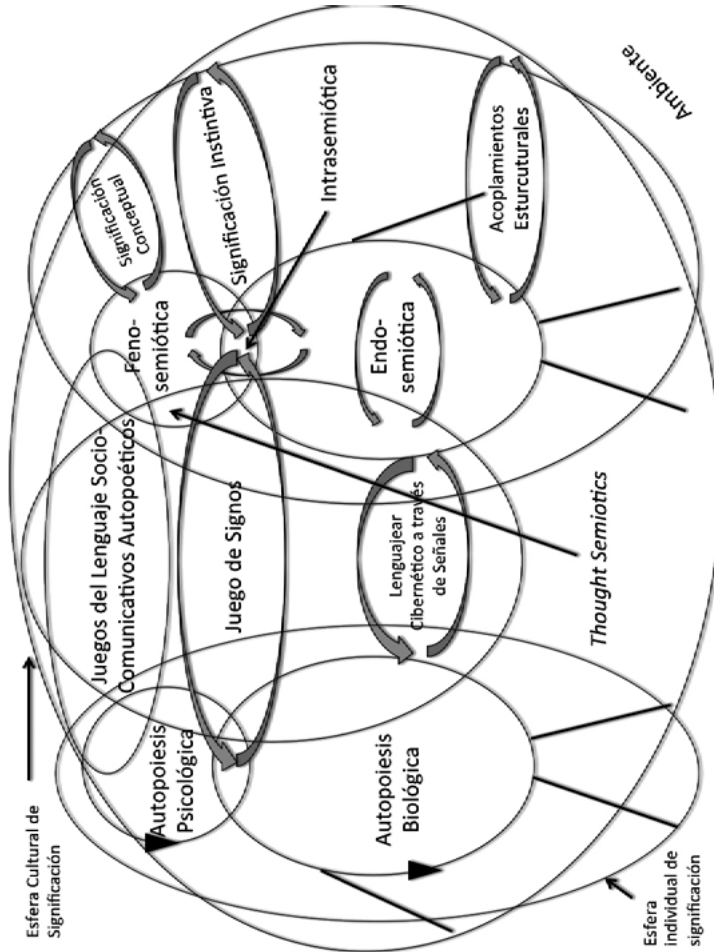 Esfera Cultural de
Significación
Juegos del Lenguaje Socio-
Comunicativos Autopoéticos
Significación
Conceptual
Feno-
semiótica
Autopoiesis
Psicológica
Juego de Signos
Significación Instintiva
Intrasemiótica
Autopoiesis
Biológica
Lenguajear
Cibernético a través
de Señales
Endo-
semiótica
Acoplamientos
Esturcuturales
Thought Semiotics
Ambiente
Esfera
individual de
significación